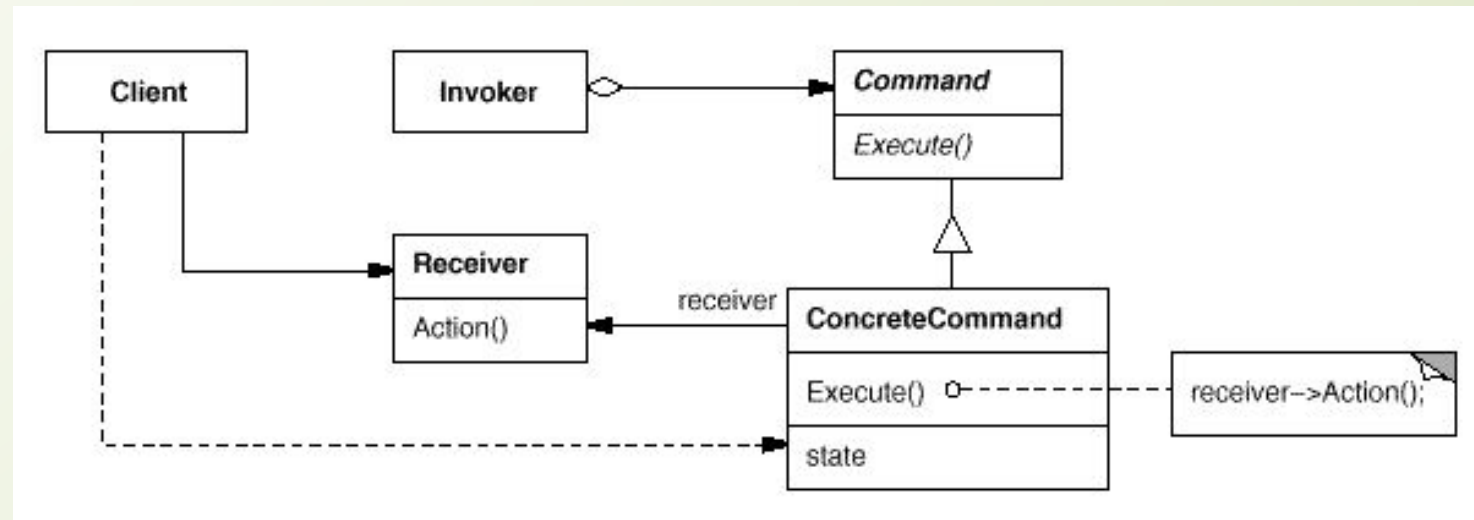 Client
Invoker
Command
Execute()
Receiver
Action()
receiver
ConcreteCommand
Execute()
state
receiver–>Action();